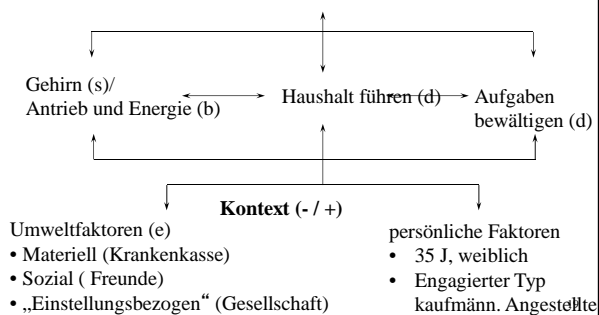 Gehirn (s)/
Antrieb und Energie (b)
Haushalt führen (d)
Aufgaben
bewältigen (d)
Kontext (- / +)
Umweltfaktoren (e)
• Materiell (Krankenkasse)
• Sozial ( Freunde)
• „Einstellungsbezogen“ (Gesellschaft)
persönliche Faktoren
• 35 J, weiblich
• Engagierter Typ
kaufmänn. Angestellte